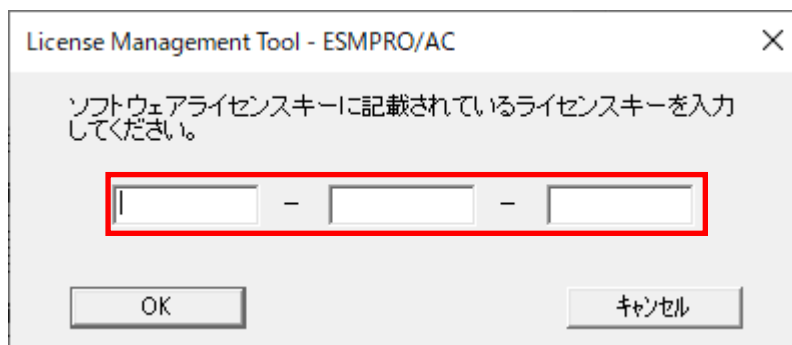 License Management Tool - ESMPRO/AC
ソフトウェアライセンスキーに記載されているライセンスキーを入力
してください。
- -
OK キャンセル